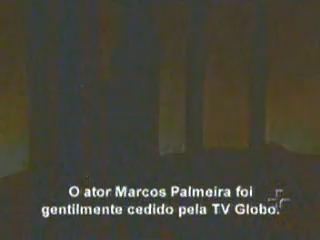 O ator Marcos Palmeira foi
gentilmente cedido pela TV Globo.